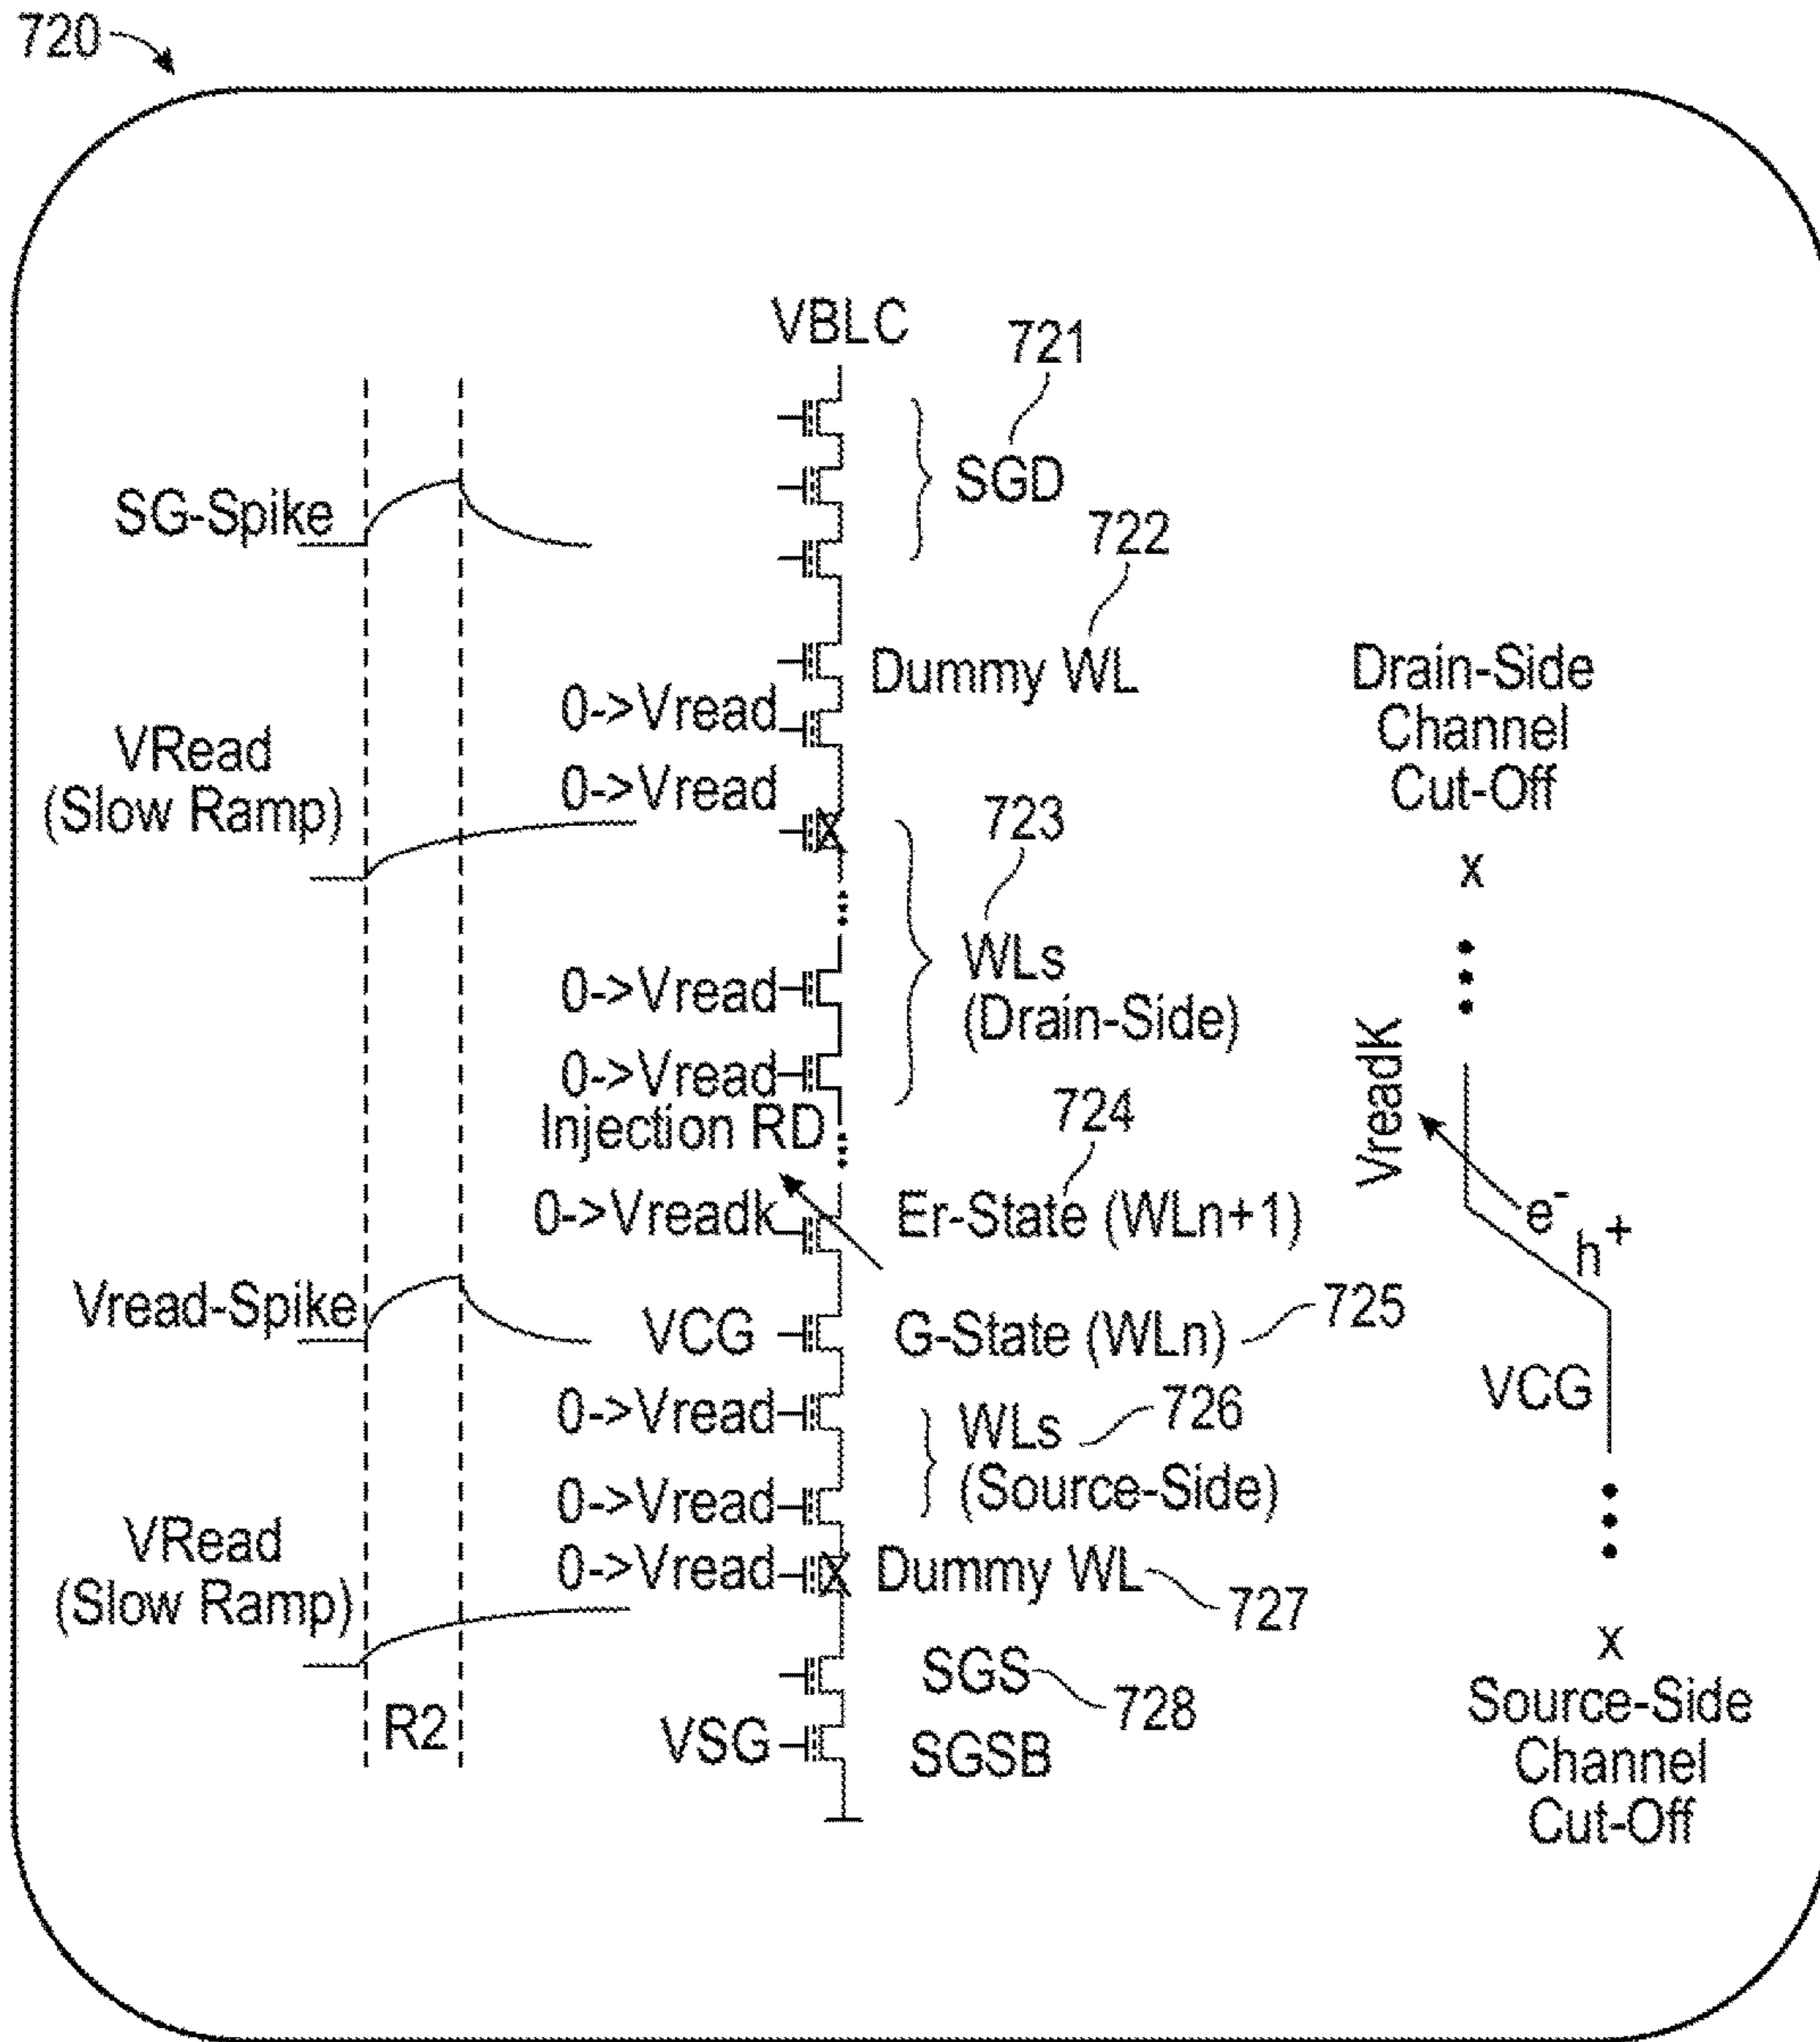 720
VBLC
721
SGD
SG-Spike
722
Dummy WL
0->Vread
VRead
(Slow Ramp)
0->Vread
723
WLs
(Drain-Side)
0->Vread
0->Vread
Injection RD
724
0->Vreadk
Er-State (WLn+1)
Vread-Spike
VCG
G-State (WLn)
725
0->Vread
WLs
726
(Source-Side)
0->Vread
VRead
(Slow Ramp)
0->Vread
Dummy WL
727
SGS
728
R2
VSG
SGSB
Drain-Side
Channel
Cut-Off
x
VreadK
e-
h+
VCG
x
Source-Side
Channel
Cut-Off